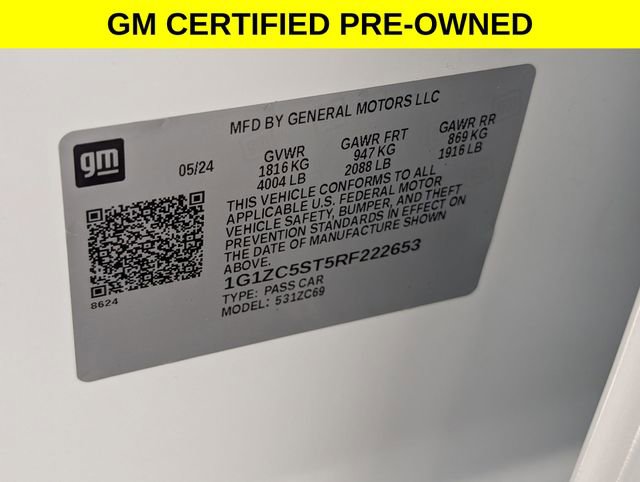 GM CERTIFIED PRE-OWNED
MFD BY GENERAL MOTORS LLC
gm
05/24
GVWR
1816 KG
4004 LB
GAWR FRT
947 KG
2088 LB
GAWR RR
869 KG
1916 LB
THIS VEHICLE CONFORMS TO ALL
APPLICABLE U.S. FEDERAL MOTOR
VEHICLE SAFETY, BUMPER, AND THEFT
PREVENTION STANDARDS IN EFFECT ON
THE DATE OF MANUFACTURE SHOWN
ABOVE.
1G1ZC5ST5RF222653
TYPE: PASS CAR
MODEL: 531ZC69
8624